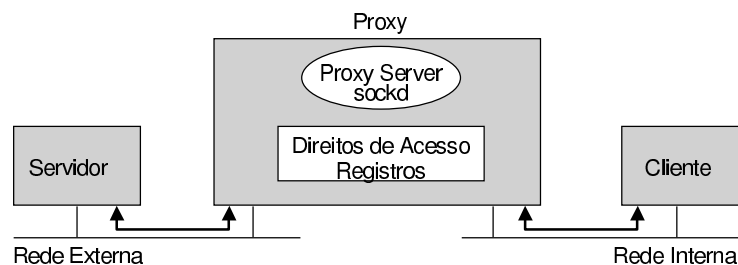 Proxy
Proxy Server
sockd
Direitos de Acesso
Registros
Servidor
Cliente
Rede Externa
Rede Interna